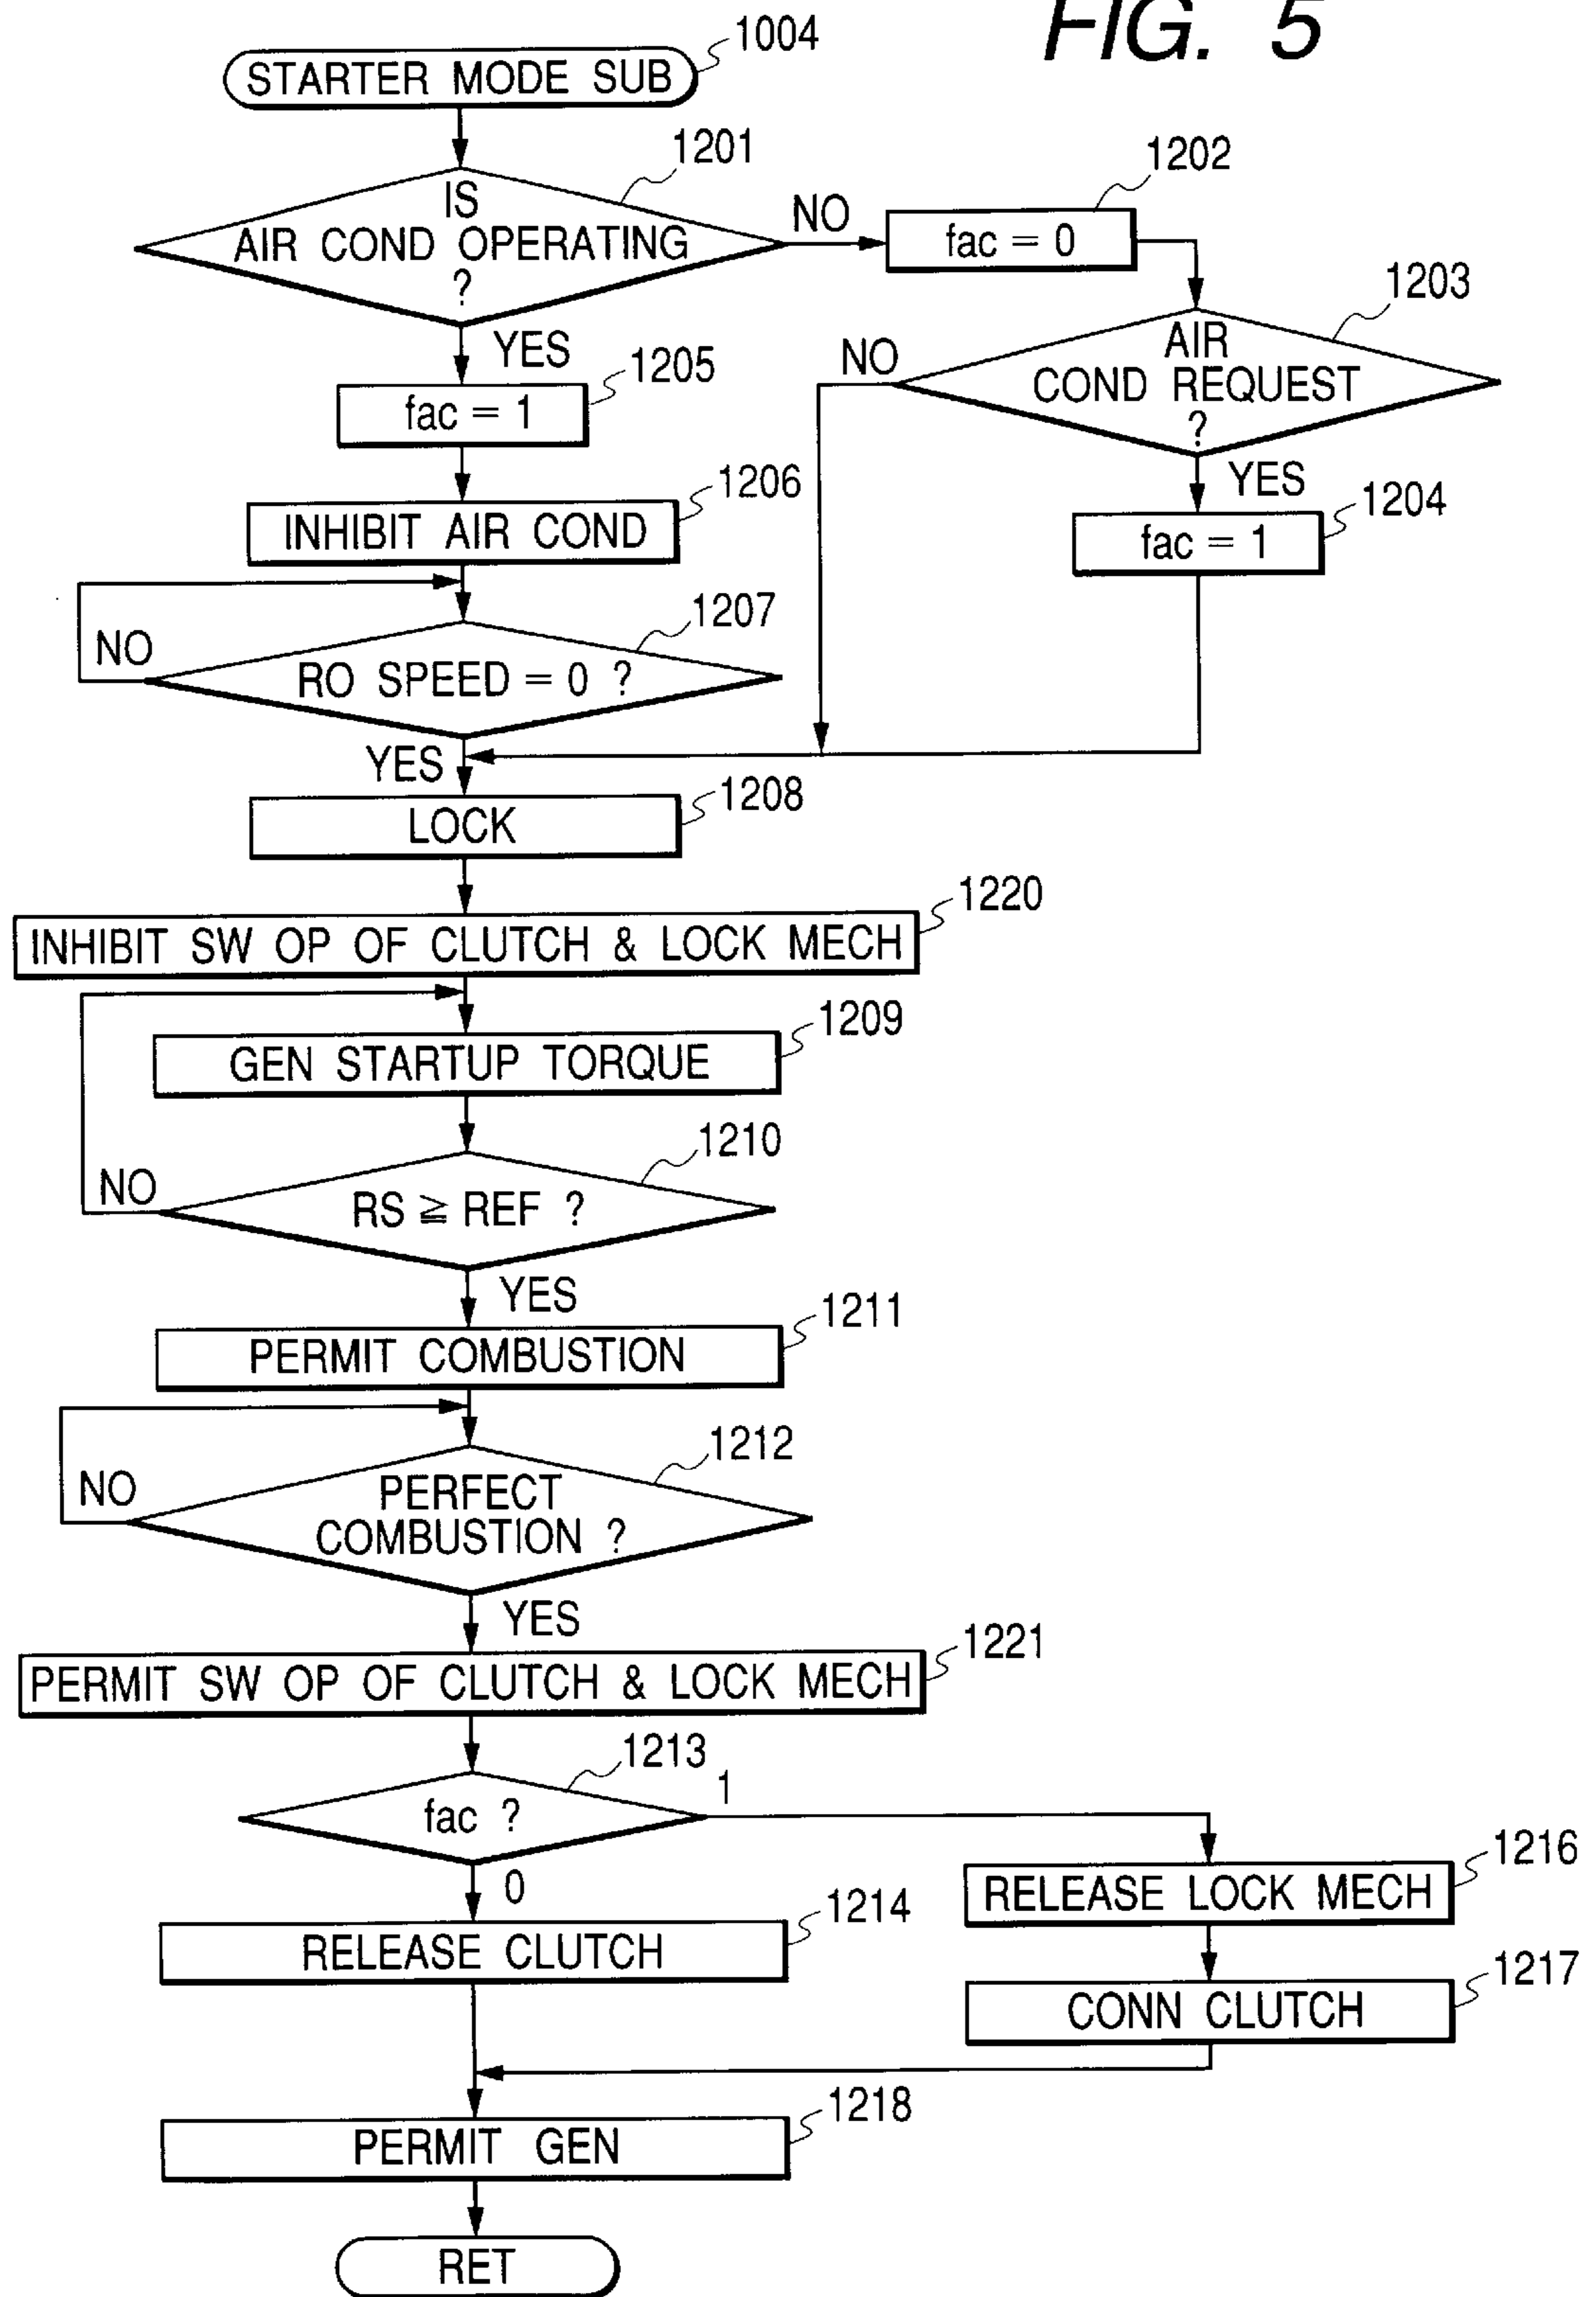 FIG. 5
STARTER MODE SUB
1004
1201
IS
AIR COND OPERATING
?
NO
1202
fac = 0
1203
AIR
COND REQUEST
?
NO
YES
1204
fac = 1
YES
1205
fac = 1
1206
INHIBIT AIR COND
1207
NO
RO SPEED = 0 ?
YES
1208
LOCK
1220
INHIBIT SW OP OF CLUTCH & LOCK MECH
1209
GEN STARTUP TORQUE
1210
NO
RS ≧ REF ?
YES
1211
PERMIT COMBUSTION
1212
NO
PERFECT
COMBUSTION ?
YES
1221
PERMIT SW OP OF CLUTCH & LOCK MECH
1213
fac ?
1
0
1214
RELEASE CLUTCH
1216
RELEASE LOCK MECH
1217
CONN CLUTCH
1218
PERMIT GEN
RET